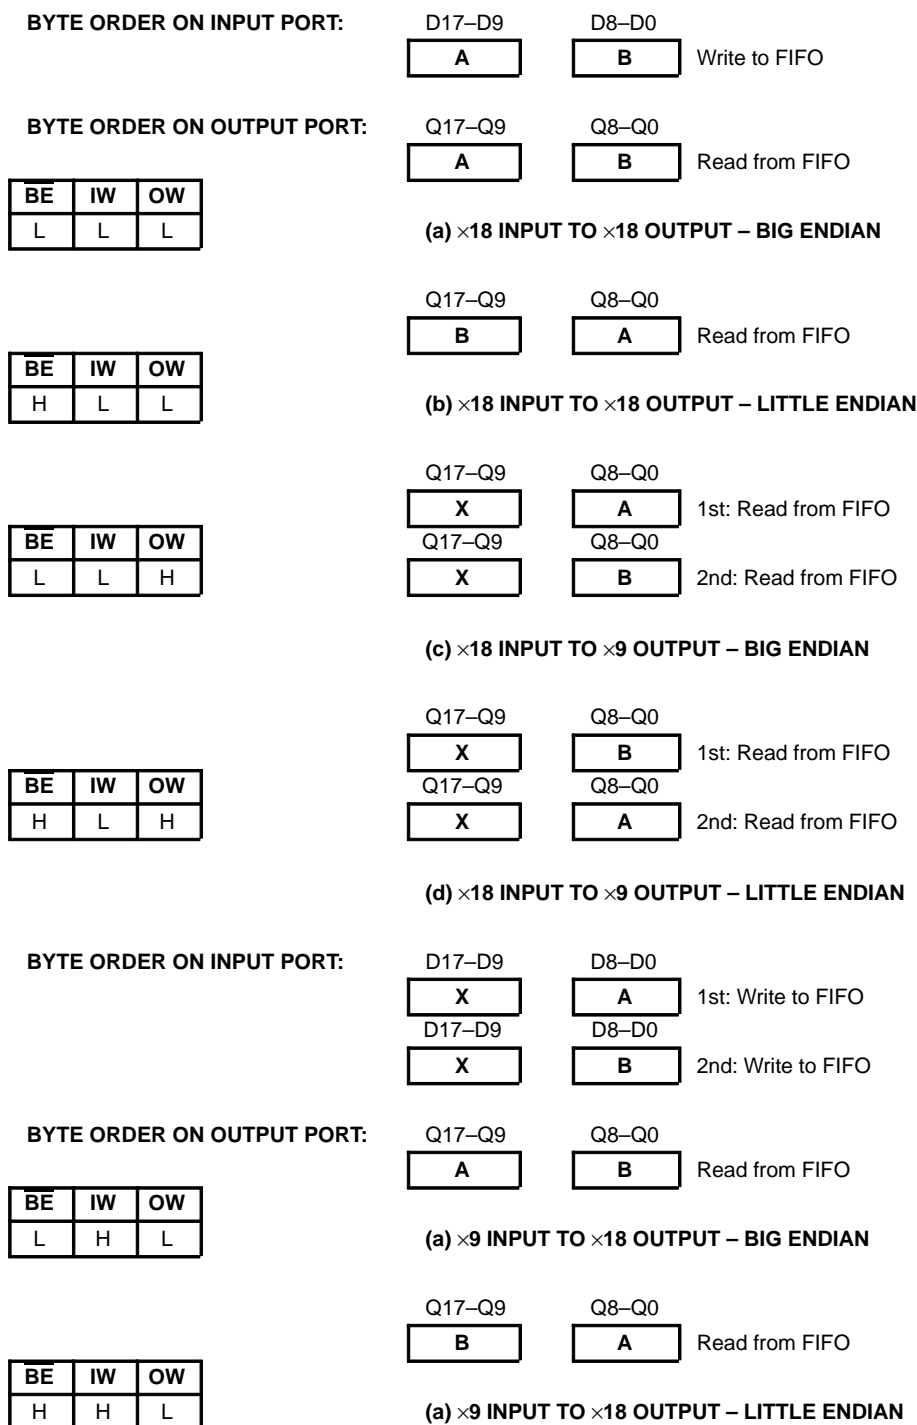 BYTE ORDER ON INPUT PORT: D17–D9 D8–D0
A B Write to FIFO
BYTE ORDER ON OUTPUT PORT: Q17–Q9 Q8–Q0
A B Read from FIFO
B̅E̅ IW OW
L L L
(a) ×18 INPUT TO ×18 OUTPUT – BIG ENDIAN
Q17–Q9 Q8–Q0
B A Read from FIFO
B̅E̅ IW OW
H L L
(b) ×18 INPUT TO ×18 OUTPUT – LITTLE ENDIAN
Q17–Q9 Q8–Q0
X A 1st: Read from FIFO
B̅E̅ IW OW
Q17–Q9 Q8–Q0
L L H
X B 2nd: Read from FIFO
(c) ×18 INPUT TO ×9 OUTPUT – BIG ENDIAN
Q17–Q9 Q8–Q0
X B 1st: Read from FIFO
B̅E̅ IW OW
Q17–Q9 Q8–Q0
H L H
X A 2nd: Read from FIFO
(d) ×18 INPUT TO ×9 OUTPUT – LITTLE ENDIAN
BYTE ORDER ON INPUT PORT: D17–D9 D8–D0
X A 1st: Write to FIFO
D17–D9 D8–D0
X B 2nd: Write to FIFO
BYTE ORDER ON OUTPUT PORT: Q17–Q9 Q8–Q0
A B Read from FIFO
B̅E̅ IW OW
L H L
(a) ×9 INPUT TO ×18 OUTPUT – BIG ENDIAN
Q17–Q9 Q8–Q0
B A Read from FIFO
B̅E̅ IW OW
H H L
(a) ×9 INPUT TO ×18 OUTPUT – LITTLE ENDIAN